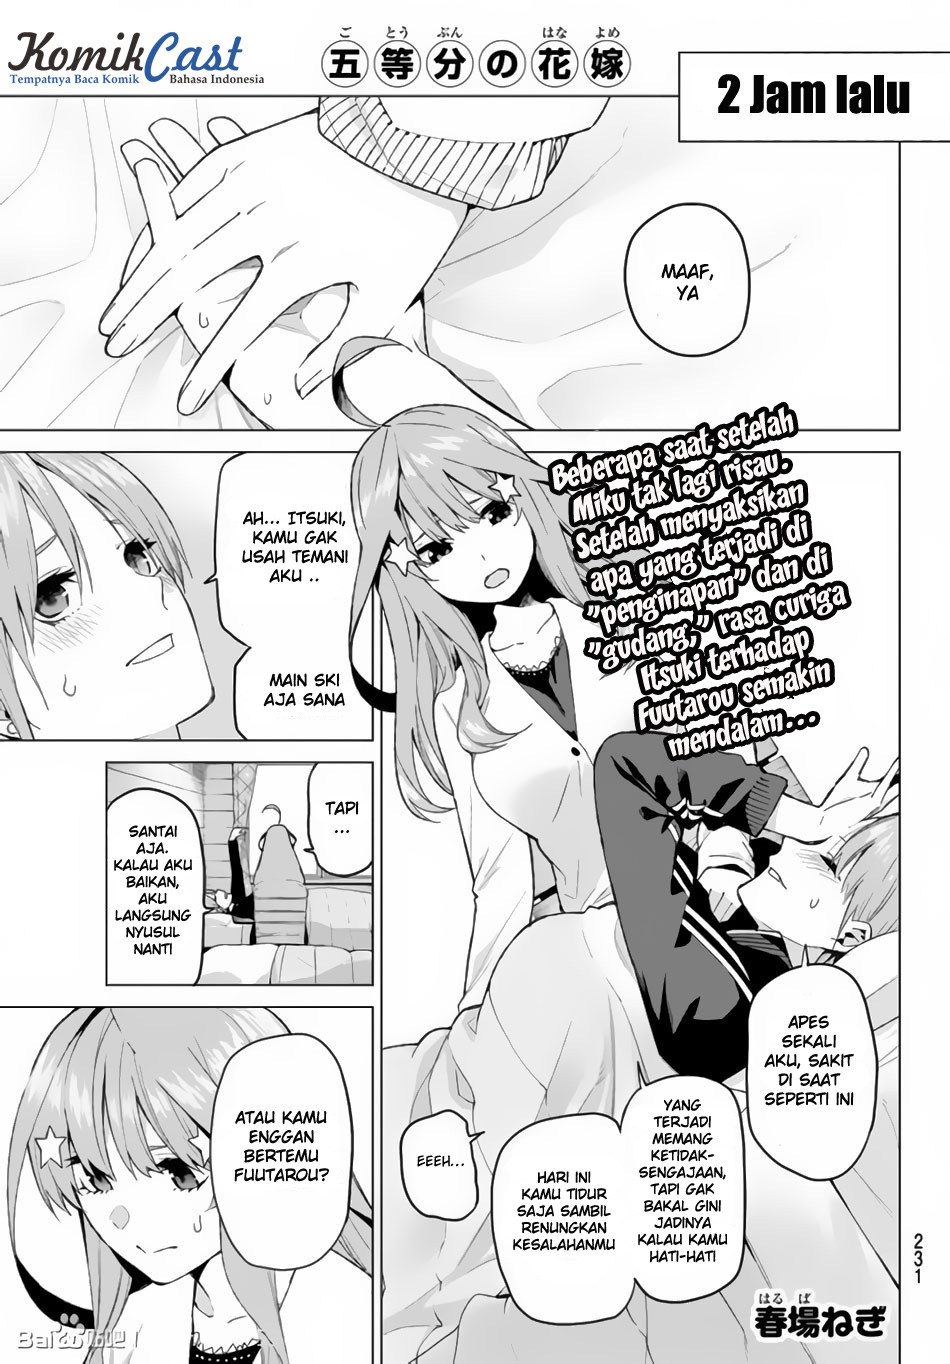 KomikCast
Tempatnya Baca Komik Bahasa Indonesia
ご とう ぶん はな よめ
五等分の花嫁
2 Jam lalu
MAAF,
YA
Beberapa saat setelah
Miku tak lagi risau.
Setelah menyaksikan
apa yang terjadi di
"penginapan" dan di
"gudang," rasa curiga
Itsuki terhadap
Fuutarou semakin
mendalam...
AH... ITSUKI,
KAMU GAK
USAH TEMANI
AKU ..
MAIN SKI
AJA SANA
TAPI
...
SANTAI
AJA.
KALAU AKU
BAIKAN,
AKU
LANGSUNG
NYUSUL
NANTI
APES
SEKALI
AKU, SAKIT
DI SAAT
SEPERTI INI
YANG
TERJADI
MEMANG
KETIDAK-
SENGAJAAN,
TAPI GAK
BAKAL GINI
JADINYA
KALAU KAMU
HATI-HATI
HARI INI
KAMU TIDUR
SAJA SAMBIL
RENUNGKAN
KESALAHANMU
EEEH...
ATAU KAMU
ENGGAN
BERTEMU
FUUTAROU?
231
はる ば
春場ねぎ
Bai 贴吧